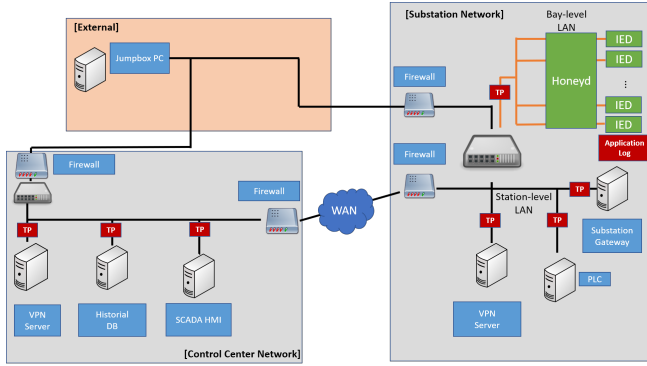 [External]
Jumpbox PC
Firewall
Firewall
TP
TP
TP
VPN
Server
Historial
DB
SCADA HMI
[Control Center Network]
WAN
[Substation Network]
Bay-level
LAN
Firewall
TP
Honeyd
IED
IED
...
IED
IED
Application
Log
Firewall
Station-level
LAN
TP
TP
TP
Substation
Gateway
VPN
Server
PLC